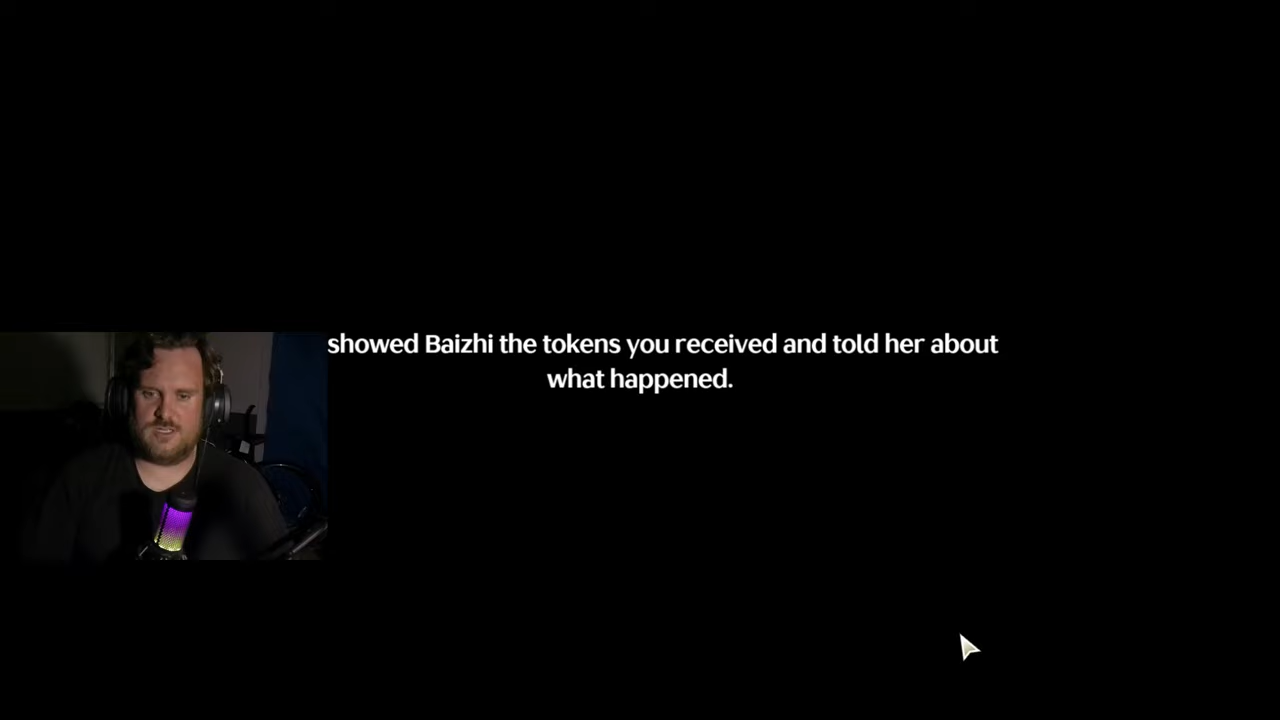 showed Baizhi the tokens you received and told her about
what happened.